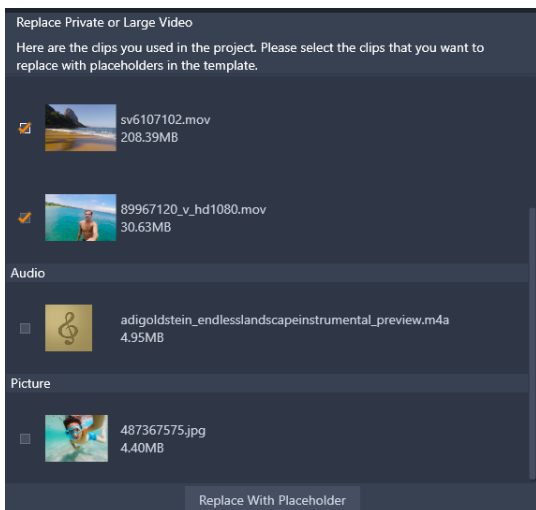 Replace Private or Large Video
Here are the clips you used in the project. Please select the clips that you want to
replace with placeholders in the template.
sv6107102.mov
208.39MB
89967120_v_hd1080.mov
30.63MB
Audio
adigoldstein_endlesslandscapeinstrumental_preview.m4a
4.95MB
Picture
487367575.jpg
4.40MB
Replace With Placeholder